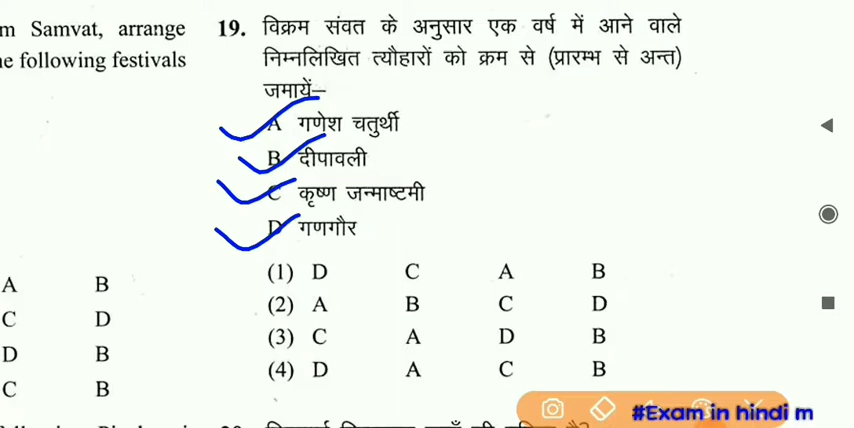 m Samvat, arrange
e following festivals
A B
C D
D B
C B
19. विक्रम संवत के अनुसार एक वर्ष में आने वाले
निम्नलिखित त्यौहारों को क्रम से (प्रारम्भ से अन्त)
जमायें–
A गणेश चतुर्थी
B दीपावली
C कृष्ण जन्माष्टमी
D गणगौर
(1) D C A B
(2) A B C D
(3) C A D B
(4) D A C B
#Exam in hindi m